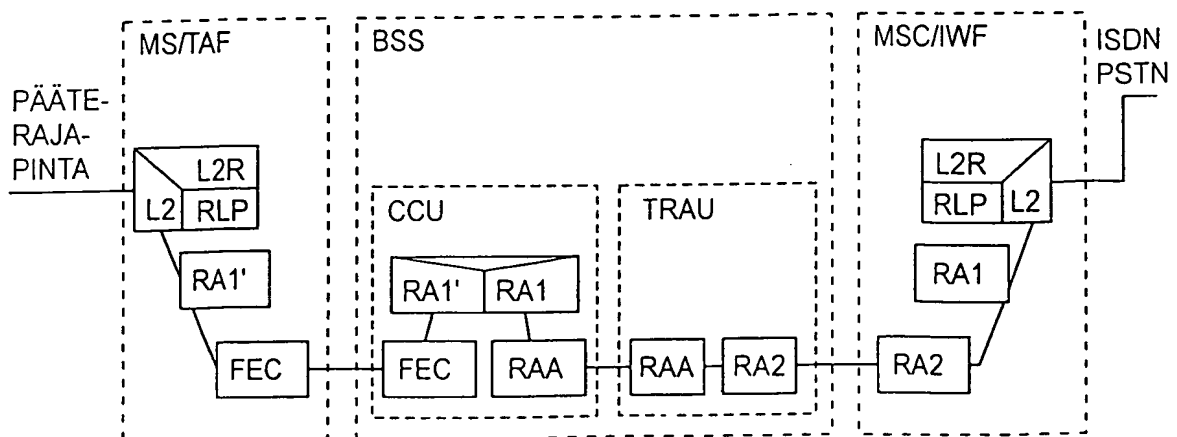 MS/TAF
BSS
MSC/IWF
ISDN
PSTN
PÄÄTE-
RAJA-
PINTA
L2R
L2 RLP
RA1'
FEC
CCU
RA1' RA1
FEC RAA
TRAU
RAA RA2
L2R
RLP L2
RA1
RA2